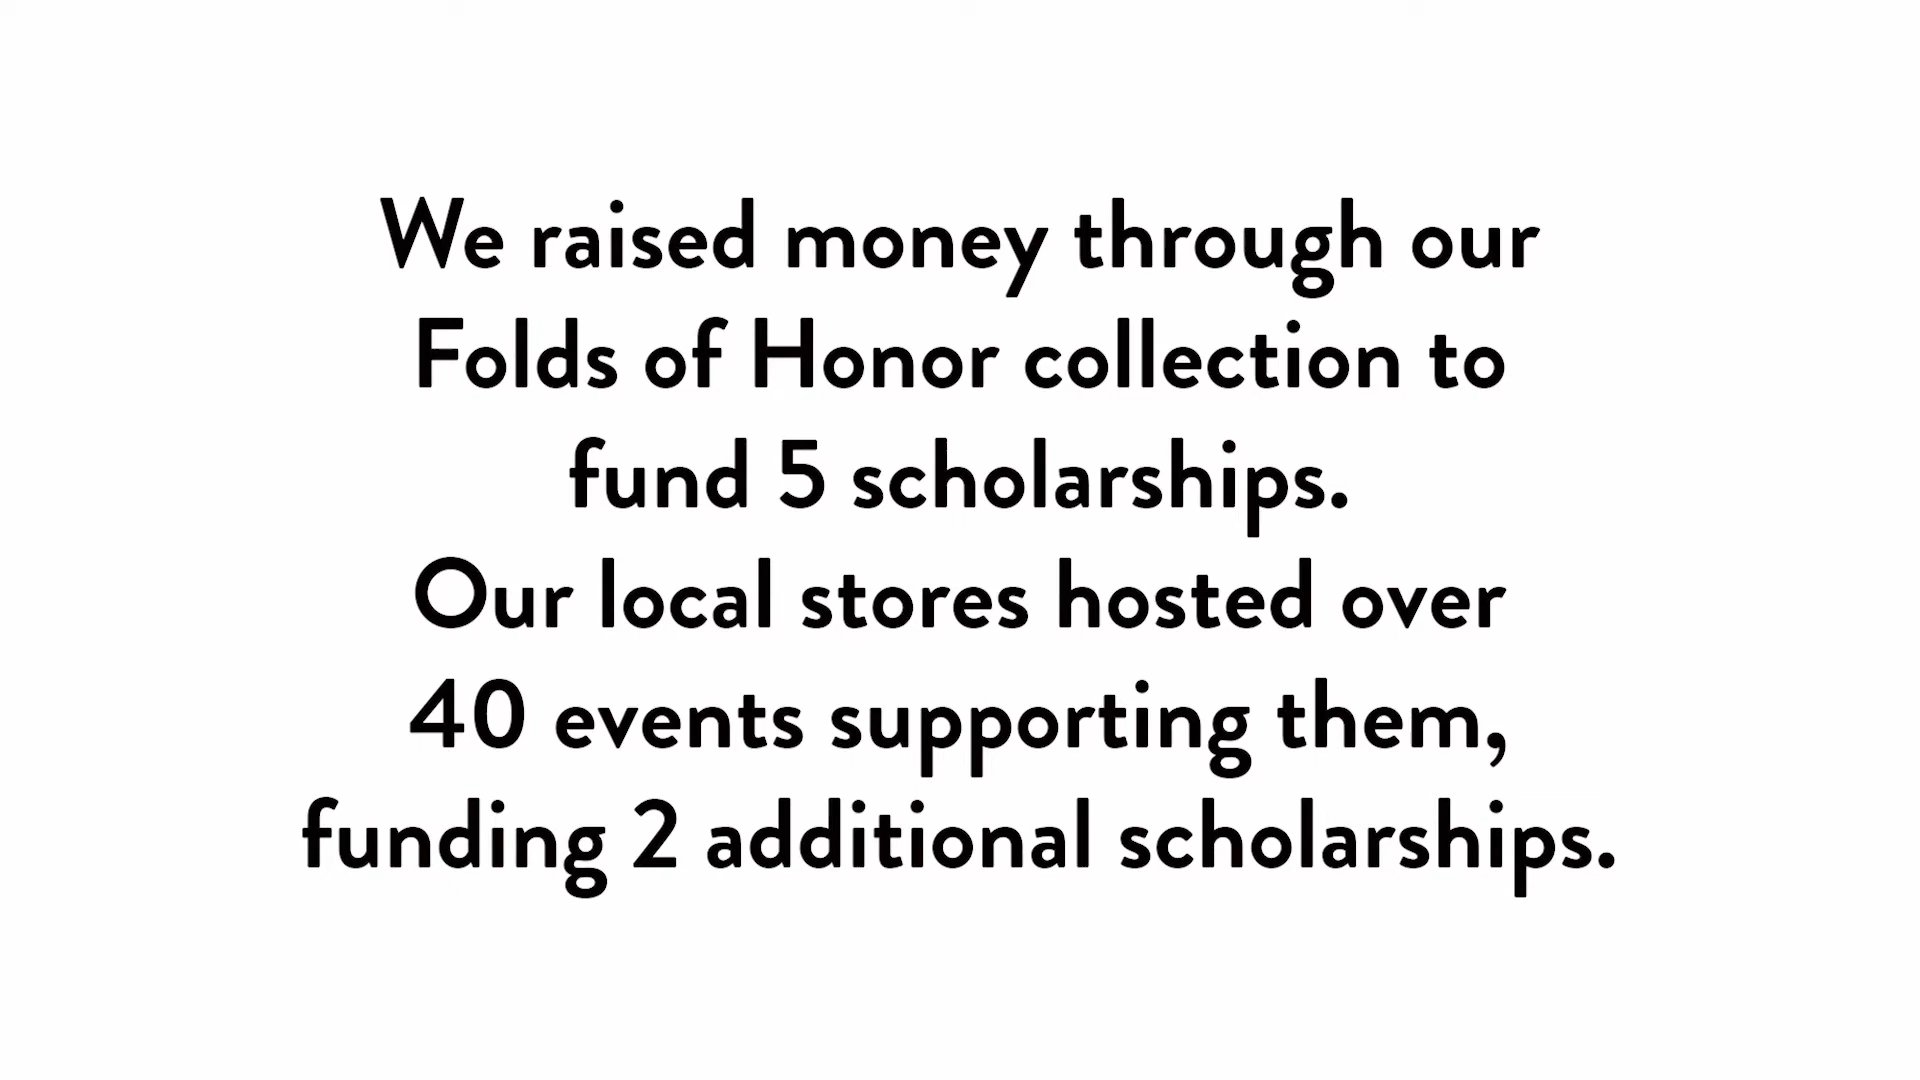 We raised money through our
Folds of Honor collection to
fund 5 scholarships.
Our local stores hosted over
40 events supporting them,
funding 2 additional scholarships.